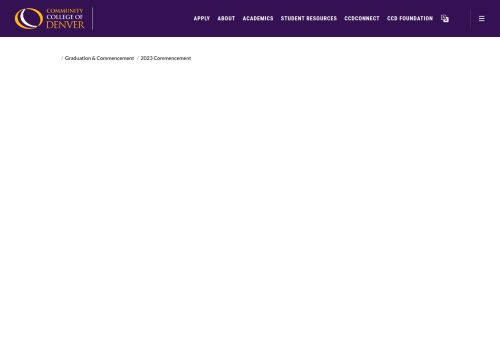 COMMUNITY
COLLEGE OF
DENVER
APPLY ABOUT ACADEMICS STUDENT RESOURCES CCDCONNECT CCD FOUNDATION
/ Graduation & Commencement / 2023 Commencement